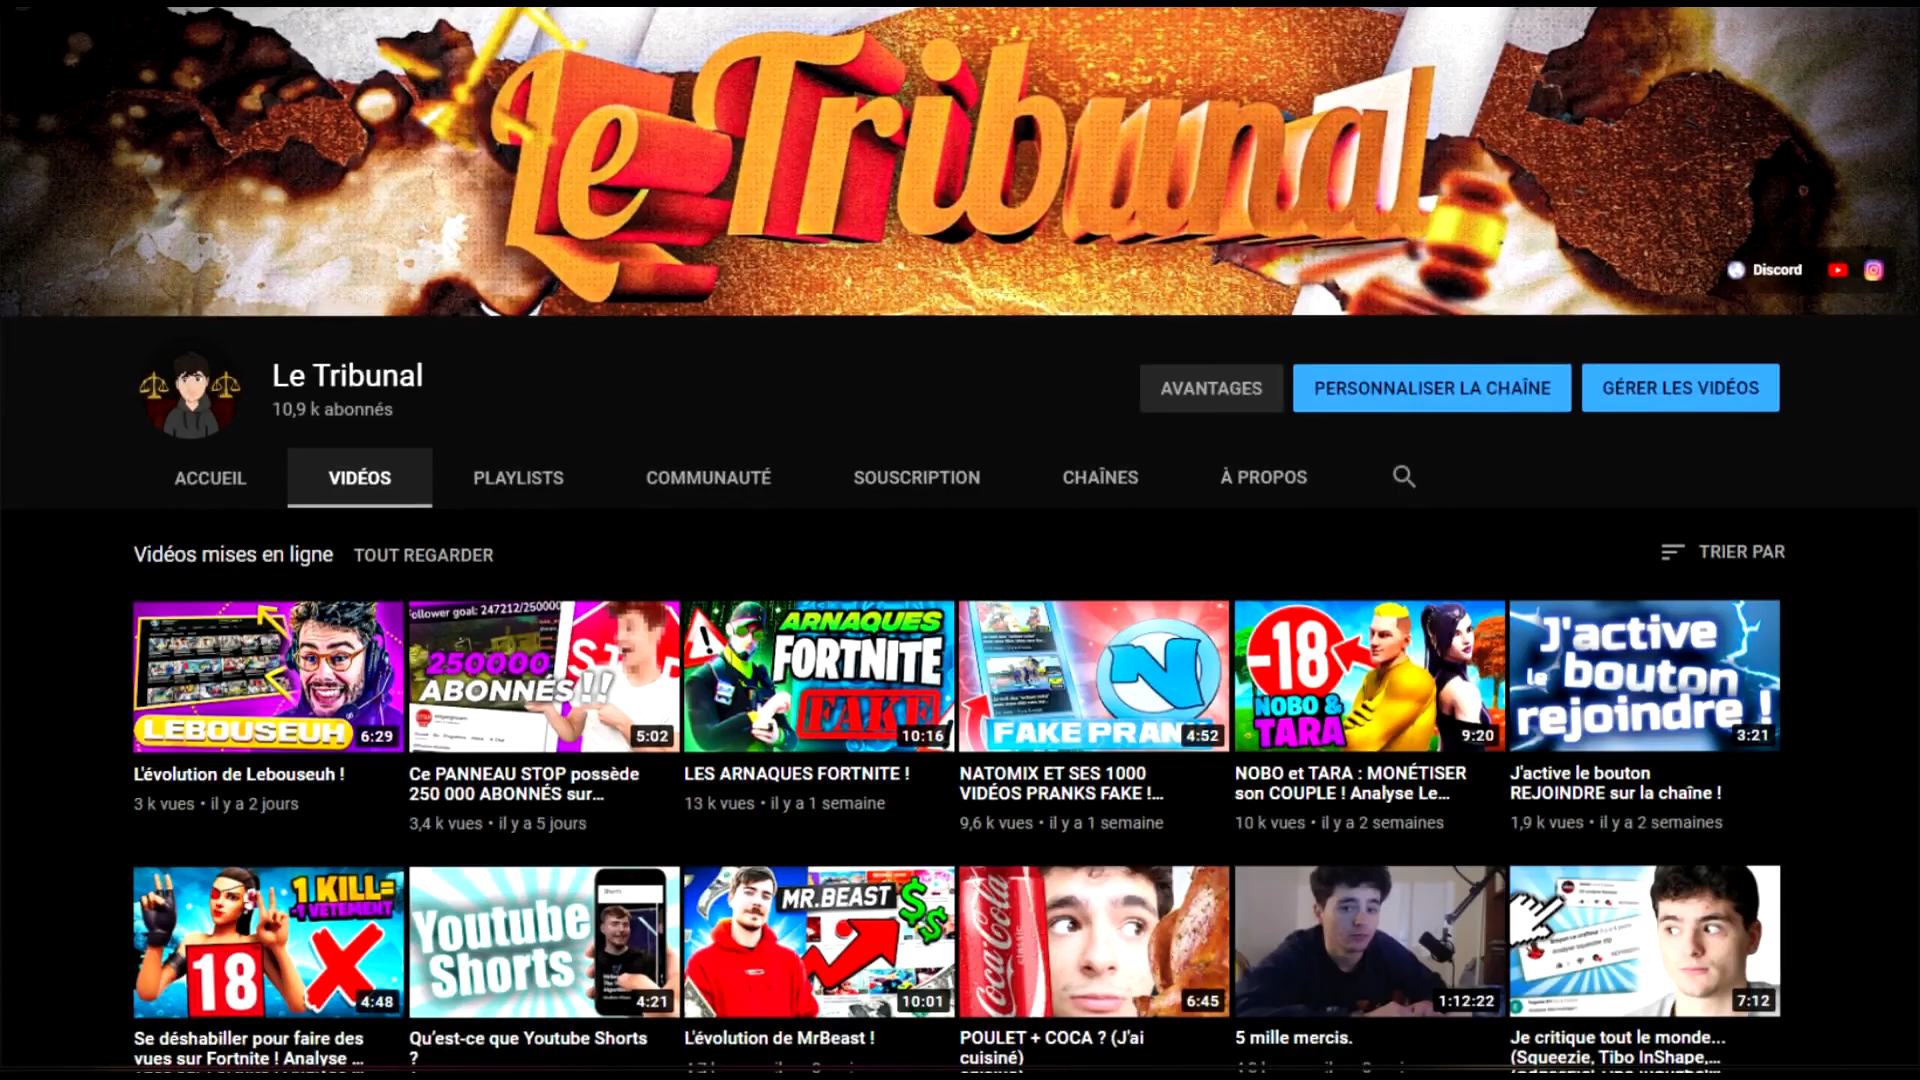 Le Tribunal
Discord
Le Tribunal
10,9 k abonnés
AVANTAGES
PERSONNALISER LA CHAÎNE
GÉRER LES VIDÉOS
ACCUEIL
VIDÉOS
PLAYLISTS
COMMUNAUTÉ
SOUSCRIPTION
CHAÎNES
À PROPOS
Vidéos mises en ligne
TOUT REGARDER
TRIER PAR
LEBOUSEUH
6:29
L'évolution de Lebouseuh !
3 k vues • il y a 2 jours
Follower goal: 247212/250000
250000
ABONNÉS !!
5:02
Ce PANNEAU STOP possède
250 000 ABONNÉS sur...
3,4 k vues • il y a 5 jours
ARNAQUES
FORTNITE
FAKE
10:16
LES ARNAQUES FORTNITE !
13 k vues • il y a 1 semaine
N
FAKE PRAN
4:52
NATOMIX ET SES 1000
VIDÉOS PRANKS FAKE !...
9,6 k vues • il y a 1 semaine
-18
NOBO &
TARA
9:20
NOBO et TARA : MONÉTISER
son COUPLE ! Analyse Le...
10 k vues • il y a 2 semaines
J'active
le bouton
rejoindre !
3:21
J'active le bouton
REJOINDRE sur la chaîne !
1,9 k vues • il y a 2 semaines
1 KILL=
-1 VETEMENT
18
4:48
Se déshabiller pour faire des
vues sur Fortnite ! Analyse ...
Youtube
Shorts
Shorts
4:21
Qu'est-ce que Youtube Shorts
?
MR.BEAST
$$
10:01
L'évolution de MrBeast !
Coca-Cola
classic
6:45
POULET + COCA ? (J'ai
cuisiné)
1:12:22
5 mille mercis.
7:12
Je critique tout le monde...
(Squeezie, Tibo InShape,...